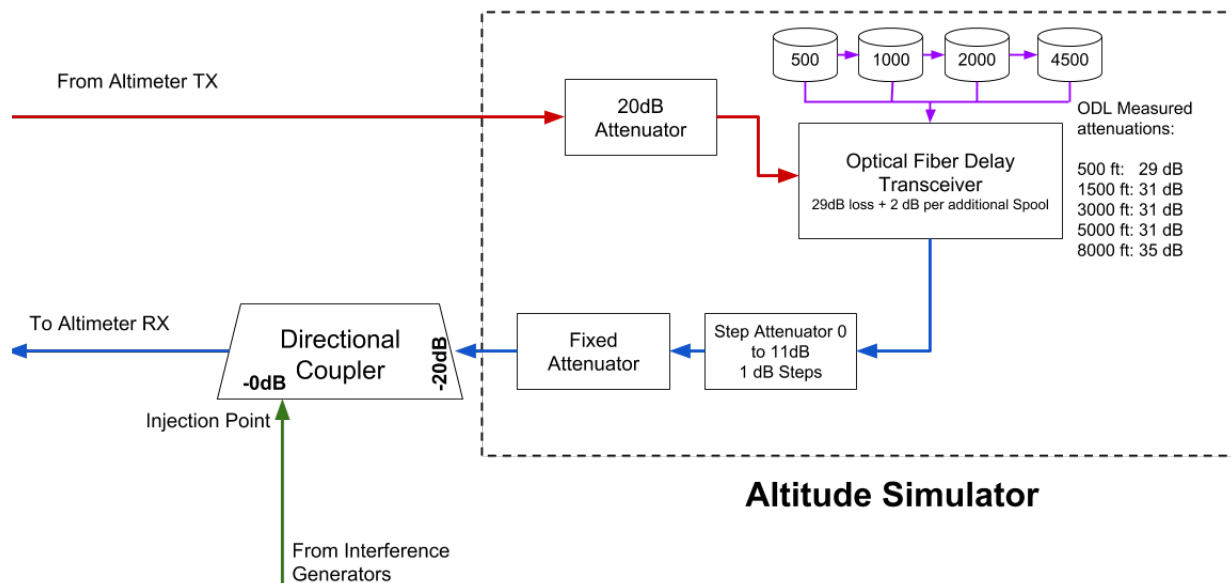 500
1000
2000
4500
From Altimeter TX
20dB
Attenuator
ODL Measured
attenuations:
500 ft: 29 dB
1500 ft: 31 dB
3000 ft: 31 dB
5000 ft: 31 dB
8000 ft: 35 dB
Optical Fiber Delay
Transceiver
29dB loss + 2 dB per additional Spool
To Altimeter RX
Directional
Coupler
-0dB
-20dB
Fixed
Attenuator
Step Attenuator 0
to 11dB
1 dB Steps
Injection Point
Altitude Simulator
From Interference
Generators